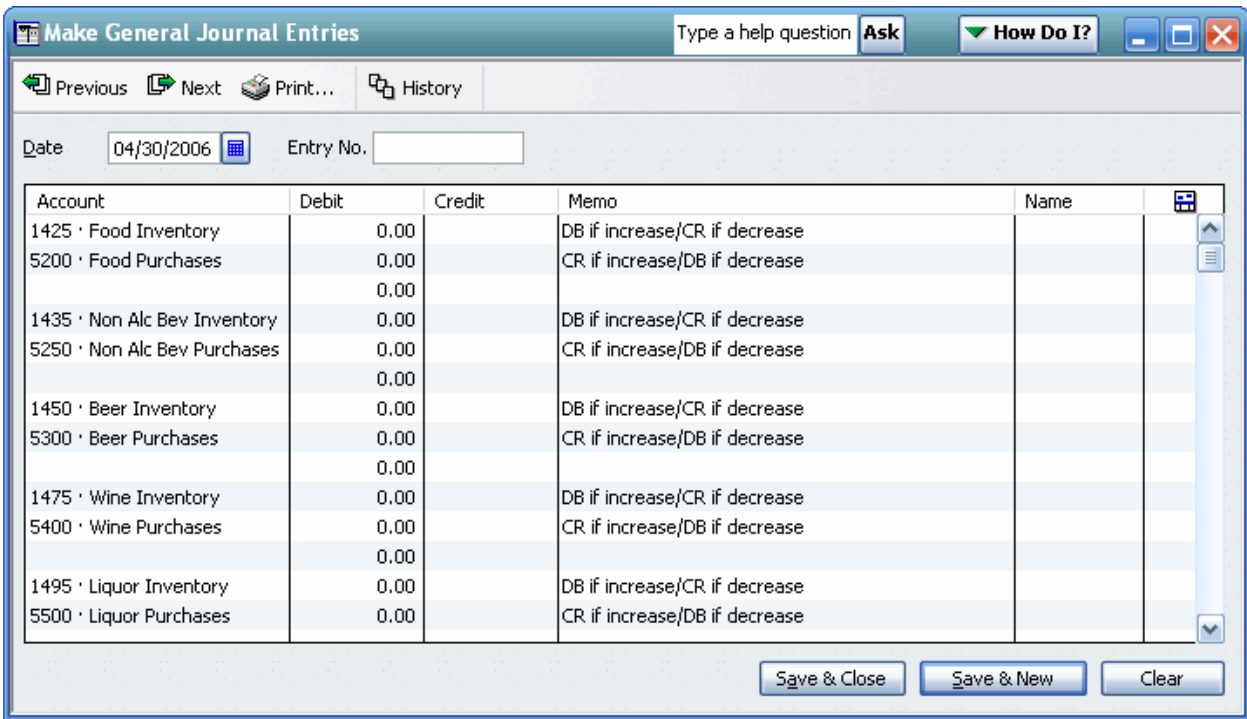 Make General Journal Entries Type a help question Ask How Do I?
Previous Next Print... History
Date 04/30/2006 Entry No.
Account Debit Credit Memo Name
1425 · Food Inventory 0.00 DB if increase/CR if decrease
5200 · Food Purchases 0.00 CR if increase/DB if decrease
0.00
1435 · Non Alc Bev Inventory 0.00 DB if increase/CR if decrease
5250 · Non Alc Bev Purchases 0.00 CR if increase/DB if decrease
0.00
1450 · Beer Inventory 0.00 DB if increase/CR if decrease
5300 · Beer Purchases 0.00 CR if increase/DB if decrease
0.00
1475 · Wine Inventory 0.00 DB if increase/CR if decrease
5400 · Wine Purchases 0.00 CR if increase/DB if decrease
0.00
1495 · Liquor Inventory 0.00 DB if increase/CR if decrease
5500 · Liquor Purchases 0.00 CR if increase/DB if decrease
Save & Close Save & New Clear